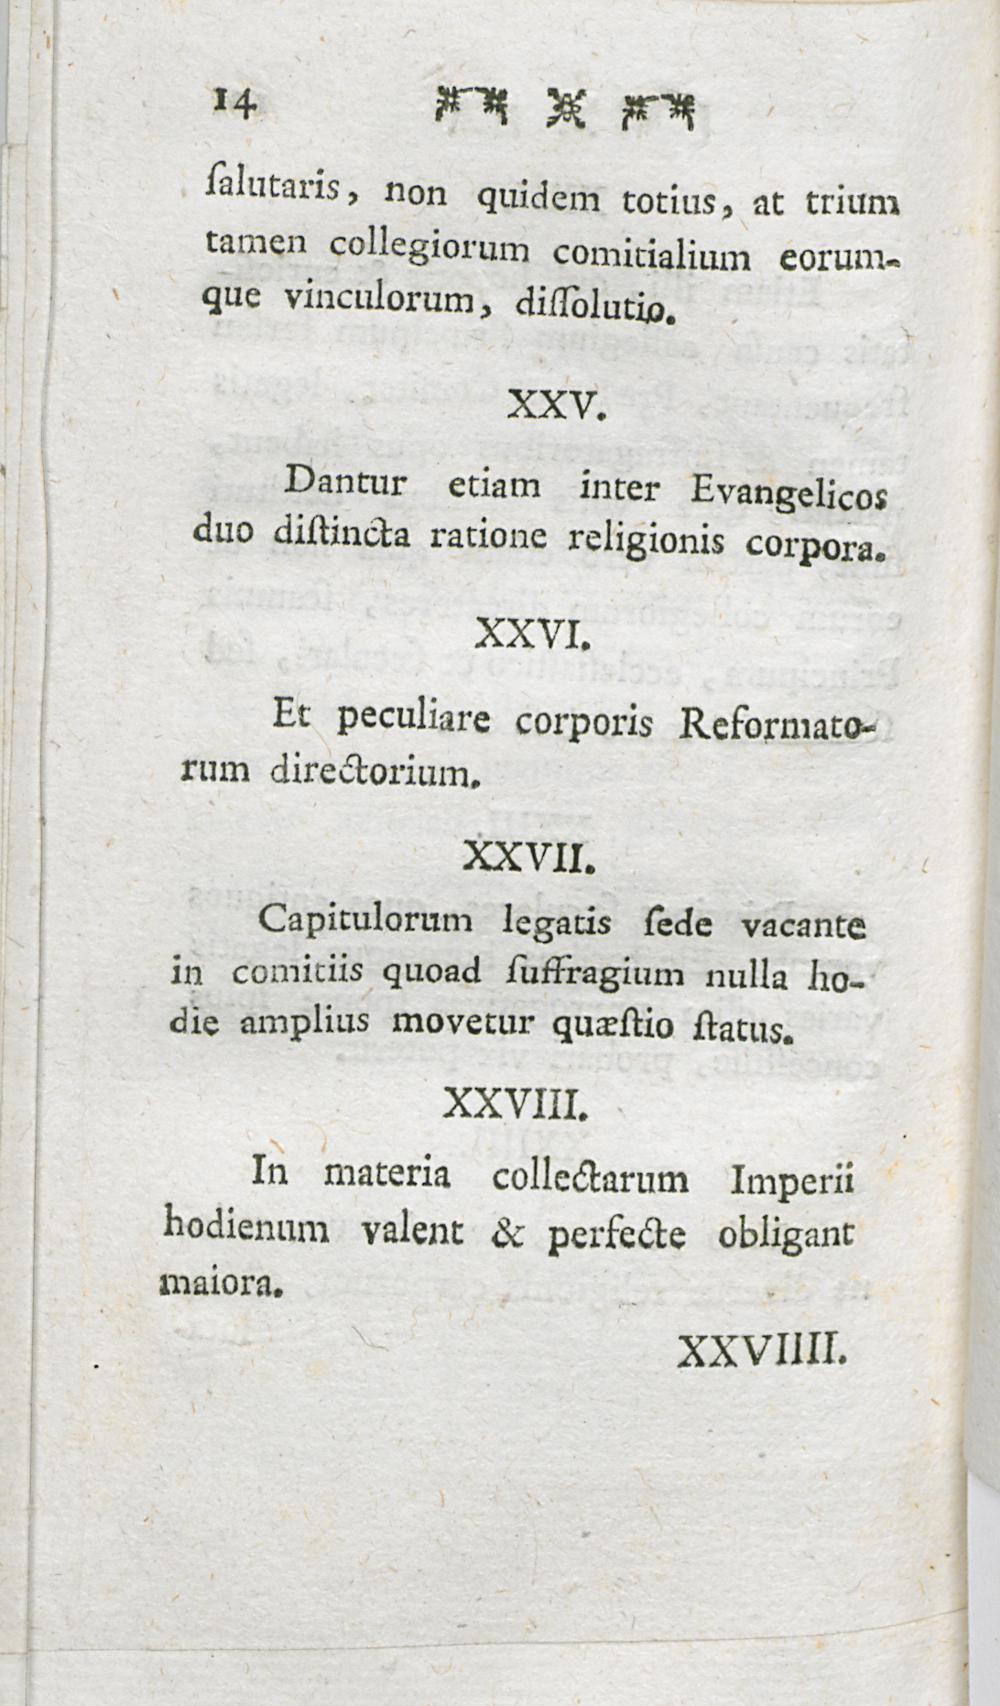 14
ſalutaris, non quidem totius, at trium
tamen collegiorum comitialium eorum-
que vinculorum, diſſolutio.
XXV.
Dantur etiam inter Evangelicos
duo diſtincta ratione religionis corpora.
XXVI.
Et peculiare corporis Reformato-
rum directorium.
XXVII.
Capitulorum legatis ſede vacante
in comitiis quoad ſuffragium nulla ho-
die amplius movetur quæſtio ſtatus.
XXVIII.
In materia collectarum Imperii
hodienum valent & perfecte obligant
maiora.
XXVIIII.